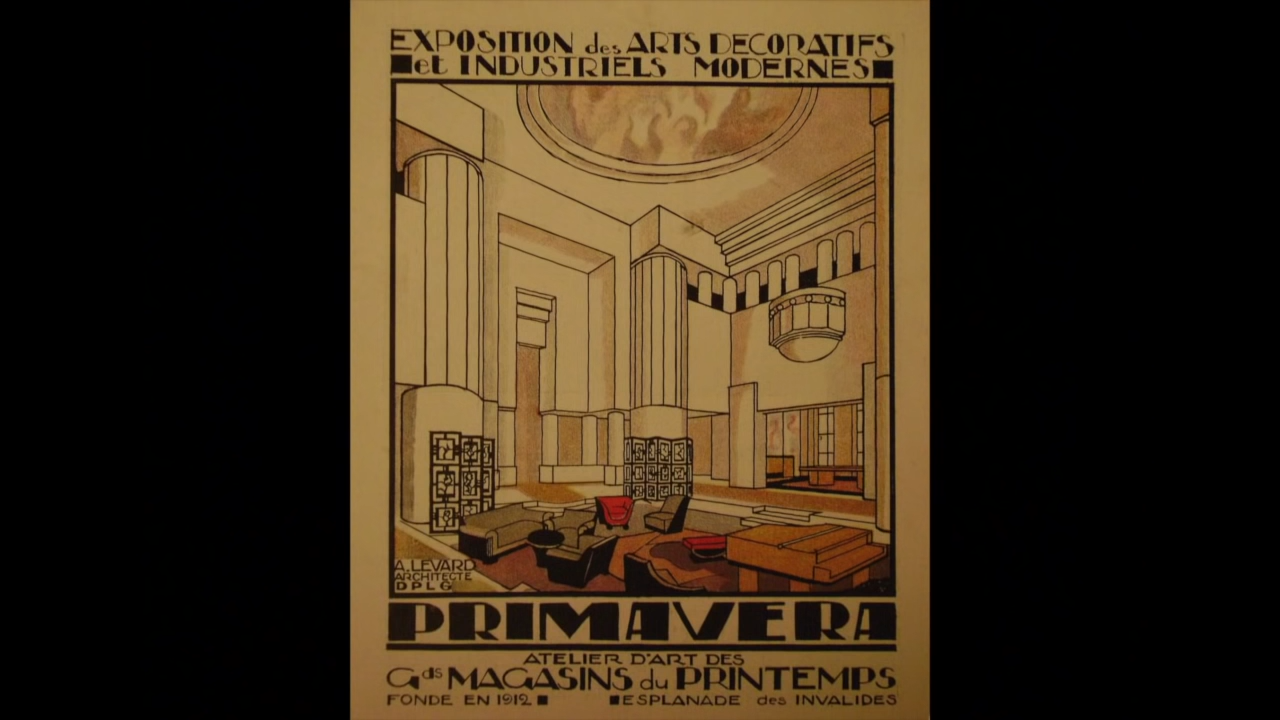 EXPOSITION des ARTS DECORATIFS
et INDUSTRIELS MODERNES
A. LEVARD
ARCHITECTE
DPLG
PRIMAVERA
ATELIER D'ART DES
Gds MAGASINS du PRINTEMPS
FONDE EN 1912 ESPLANADE des INVALIDES